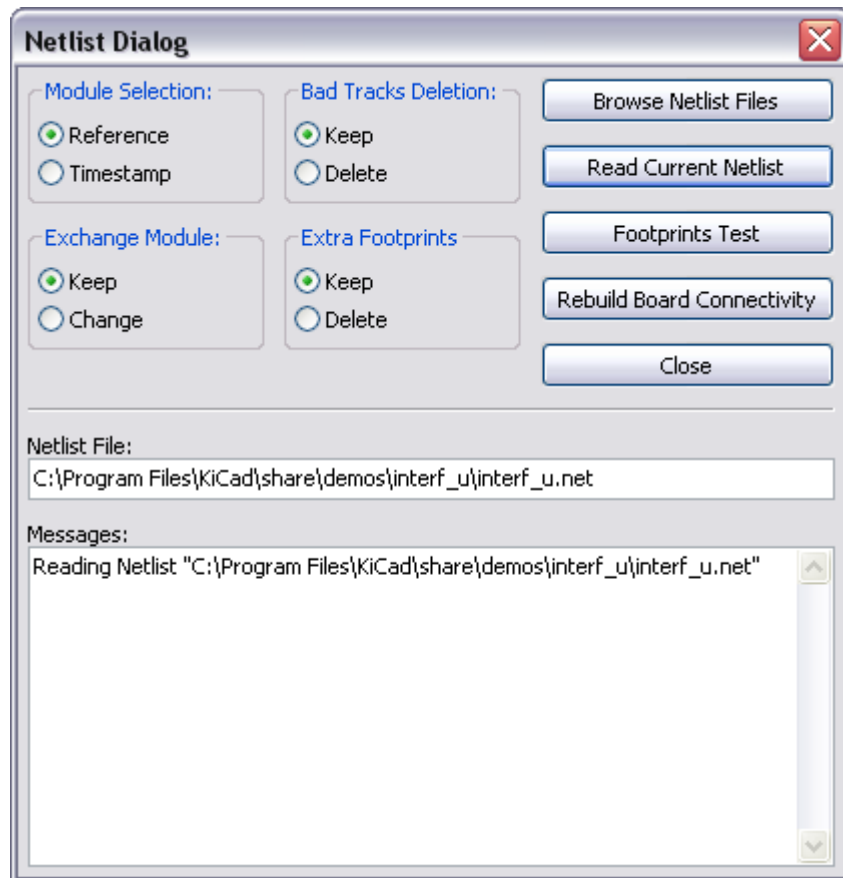 Netlist Dialog
Module Selection:
Reference
Timestamp
Bad Tracks Deletion:
Keep
Delete
Exchange Module:
Keep
Change
Extra Footprints
Keep
Delete
Browse Netlist Files
Read Current Netlist
Footprints Test
Rebuild Board Connectivity
Close
Netlist File:
C:\Program Files\KiCad\share\demos\interf_u\interf_u.net
Messages:
Reading Netlist "C:\Program Files\KiCad\share\demos\interf_u\interf_u.net"